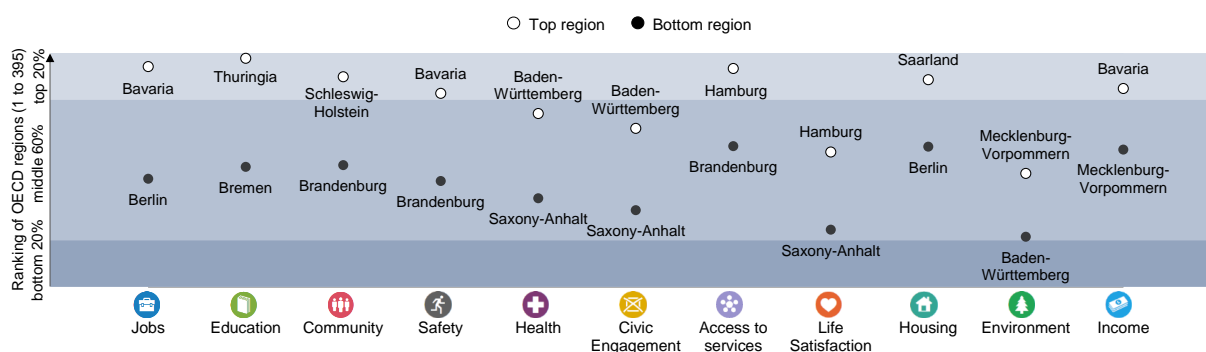 Top region
Bottom region
Ranking of OECD regions (1 to 395)
bottom 20% middle 60% top 20%
Bavaria
Berlin
Thuringia
Bremen
Schleswig-
Holstein
Brandenburg
Bavaria
Brandenburg
Baden-
Württemberg
Saxony-Anhalt
Baden-
Württemberg
Saxony-Anhalt
Hamburg
Brandenburg
Hamburg
Saxony-Anhalt
Saarland
Berlin
Mecklenburg-
Vorpommern
Baden-
Württemberg
Bavaria
Mecklenburg-
Vorpommern
Jobs
Education
Community
Safety
Health
Civic
Engagement
Access to
services
Life
Satisfaction
Housing
Environment
Income